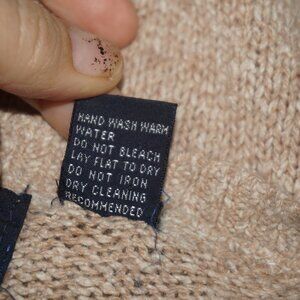 HAND WASH WARM
WATER
DO NOT BLEACH
LAY FLAT TO DRY
DO NOT IRON
DRY CLEANING
RECOMMENDED